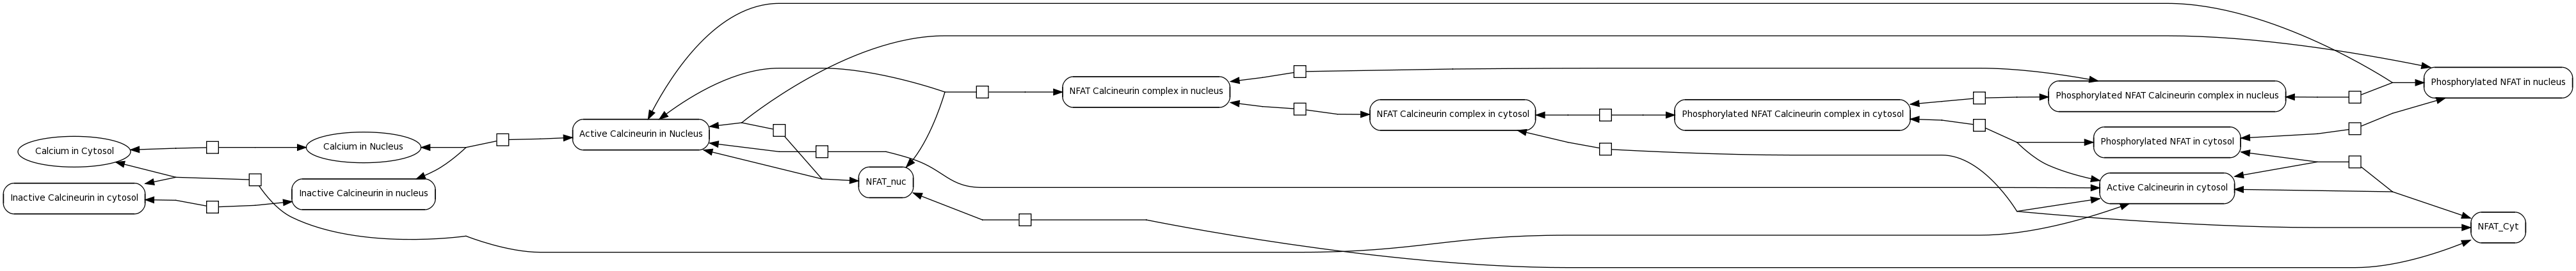 Calcium in Cytosol
Inactive Calcineurin in cytosol
Calcium in Nucleus
Inactive Calcineurin in nucleus
Active Calcineurin in Nucleus
NFAT_nuc
NFAT Calcineurin complex in nucleus
NFAT Calcineurin complex in cytosol
Phosphorylated NFAT Calcineurin complex in cytosol
Phosphorylated NFAT Calcineurin complex in nucleus
Phosphorylated NFAT in cytosol
Active Calcineurin in cytosol
Phosphorylated NFAT in nucleus
NFAT_Cyt